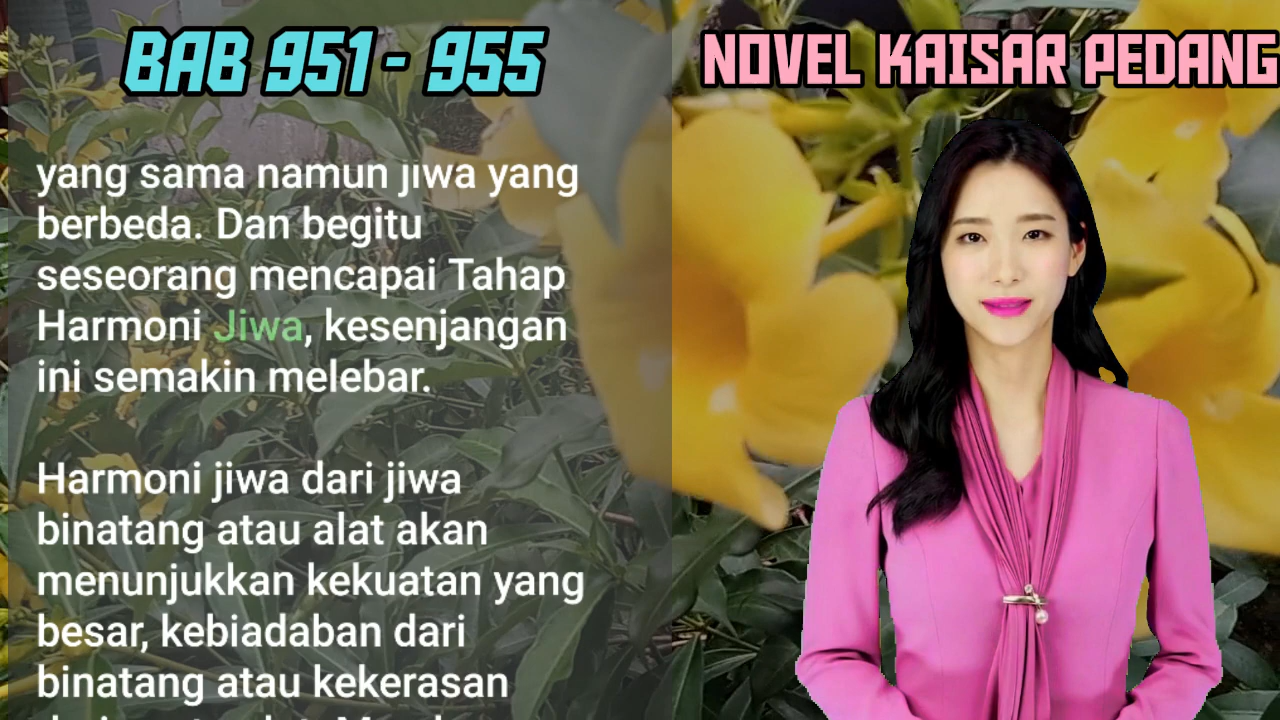 BAB 951 - 955
NOVEL KAISAR PEDANG
yang sama namun jiwa yang
berbeda. Dan begitu
seseorang mencapai Tahap
Harmoni Jiwa, kesenjangan
ini semakin melebar.
Harmoni jiwa dari jiwa
binatang atau alat akan
menunjukkan kekuatan yang
besar, kebiadaban dari
binatang atau kekerasan